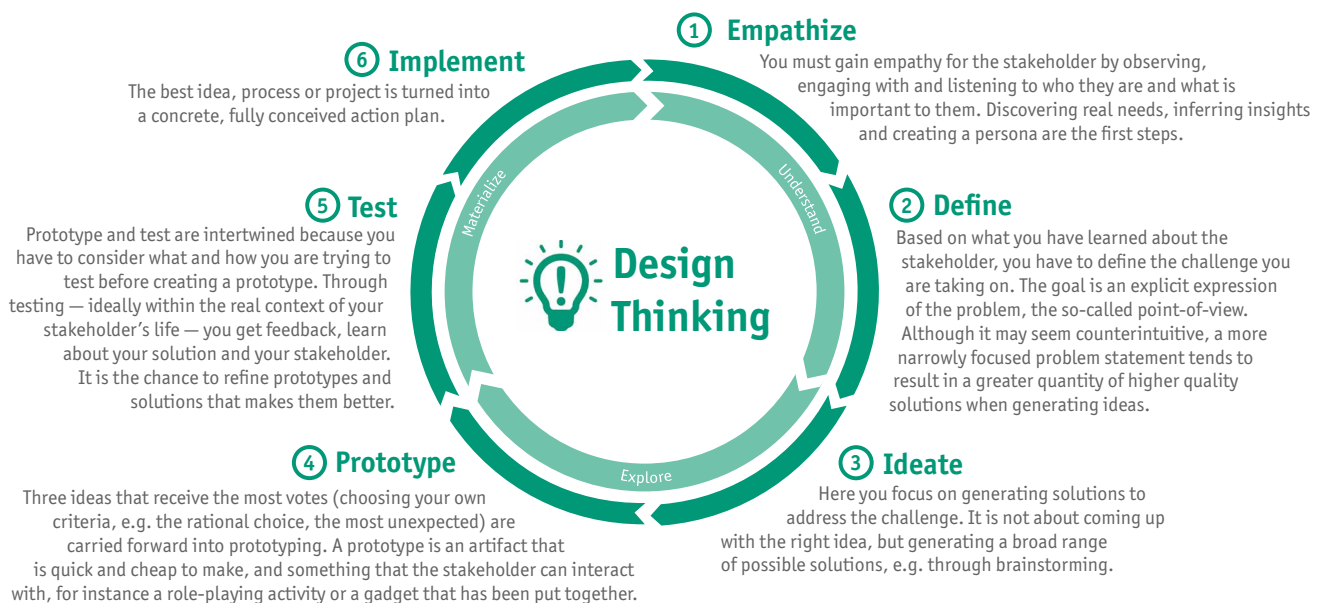 1 Empathize
You must gain empathy for the stakeholder by observing,
engaging with and listening to who they are and what is
important to them. Discovering real needs, inferring insights
and creating a persona are the first steps.
2 Define
Based on what you have learned about the
stakeholder, you have to define the challenge you
are taking on. The goal is an explicit expression
of the problem, the so-called point-of-view.
Although it may seem counterintuitive, a more
narrowly focused problem statement tends to
result in a greater quantity of higher quality
solutions when generating ideas.
3 Ideate
Here you focus on generating solutions to
address the challenge. It is not about coming up
with the right idea, but generating a broad range
of possible solutions, e.g. through brainstorming.
4 Prototype
Three ideas that receive the most votes (choosing your own
criteria, e.g. the rational choice, the most unexpected) are
carried forward into prototyping. A prototype is an artifact that
is quick and cheap to make, and something that the stakeholder can interact
with, for instance a role-playing activity or a gadget that has been put together.
5 Test
Prototype and test are intertwined because you
have to consider what and how you are trying to
test before creating a prototype. Through
testing — ideally within the real context of your
stakeholder's life — you get feedback, learn
about your solution and your stakeholder.
It is the chance to refine prototypes and
solutions that makes them better.
6 Implement
The best idea, process or project is turned into
a concrete, fully conceived action plan.
Understand
Explore
Materialize
Design
Thinking